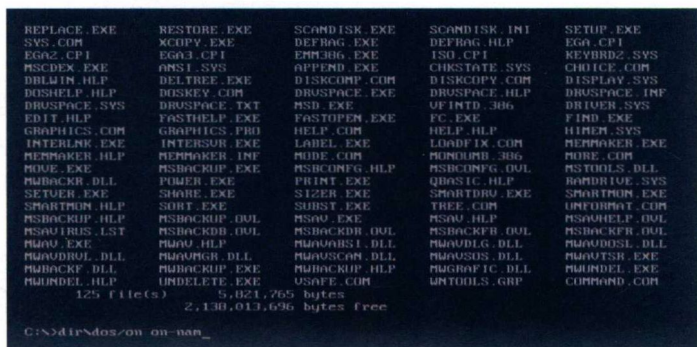 REPLACE.EXE RESTORE.EXE SCANDISK.EXE SCANDISK.INI SETUP.EXE
SYS.COM XCOPY.EXE DEFRAG.EXE DEFRAG.HLP EGA.CPI
EGA2.CPI EGA3.CPI EMM386.EXE ISO.CPI KEYBRD2.SYS
MSCDEX.EXE ANSI.SYS APPEND.EXE CHKSTATE.SYS CHOICE.COM
DBLWIN.HLP DELTREE.EXE DISKCOMP.COM DISKCOPY.COM DISPLAY.SYS
DOSHELP.HLP DOSKEY.COM DRVSPACE.EXE DRVSPACE.HLP DRVSPACE.INF
DRVSPACE.SYS DRVSPACE.TXT MSD.EXE VFINTD.386 DRIVER.SYS
EDIT.HLP FASTHELP.EXE FASTOPEN.EXE FC.EXE FIND.EXE
GRAPHICS.COM GRAPHICS.PRO HELP.COM HELP.HLP HIMEM.SYS
INTERLNK.EXE INTERSVR.EXE LABEL.EXE LOADFIX.COM MEMMAKER.EXE
MEMMAKER.HLP MEMMAKER.INF MODE.COM MONOUMB.386 MORE.COM
MOVE.EXE MSBACKUP.EXE MSBCONFG.HLP MSBCONFG.OVL MSTOOLS.DLL
MWBACKR.DLL POWER.EXE PRINT.EXE QBASIC.HLP RAMDRIVE.SYS
SETVER.EXE SHARE.EXE SIZER.EXE SMARTDRV.EXE SMARTMON.EXE
SMARTMON.HLP SORT.EXE SUBST.EXE TREE.COM UNFORMAT.COM
MSBACKUP.HLP MSBACKUP.OVL MSAV.EXE MSAV.HLP MSAVHELP.OVL
MSAVIRUS.LST MSBACKDB.OVL MSBACKDR.OVL MSBACKFB.OVL MSBACKFR.OVL
MWAV.EXE MWAV.HLP MWAVABSI.DLL MWAVDLG.DLL MWAVDOSL.DLL
MWAVDRVL.DLL MWAVMGR.DLL MWAVSCAN.DLL MWAVSOS.DLL MWAVTSR.EXE
MWBACKF.DLL MWBACKUP.EXE MWBACKUP.HLP MWGRAFIC.DLL MWUNDEL.EXE
MWUNDEL.HLP UNDELETE.EXE VSAFE.COM WNTOOLS.GRP COMMAND.COM
125 file(s) 5,821,765 bytes
2,130,013,696 bytes free
C:\>dir\dos/on on-nam_